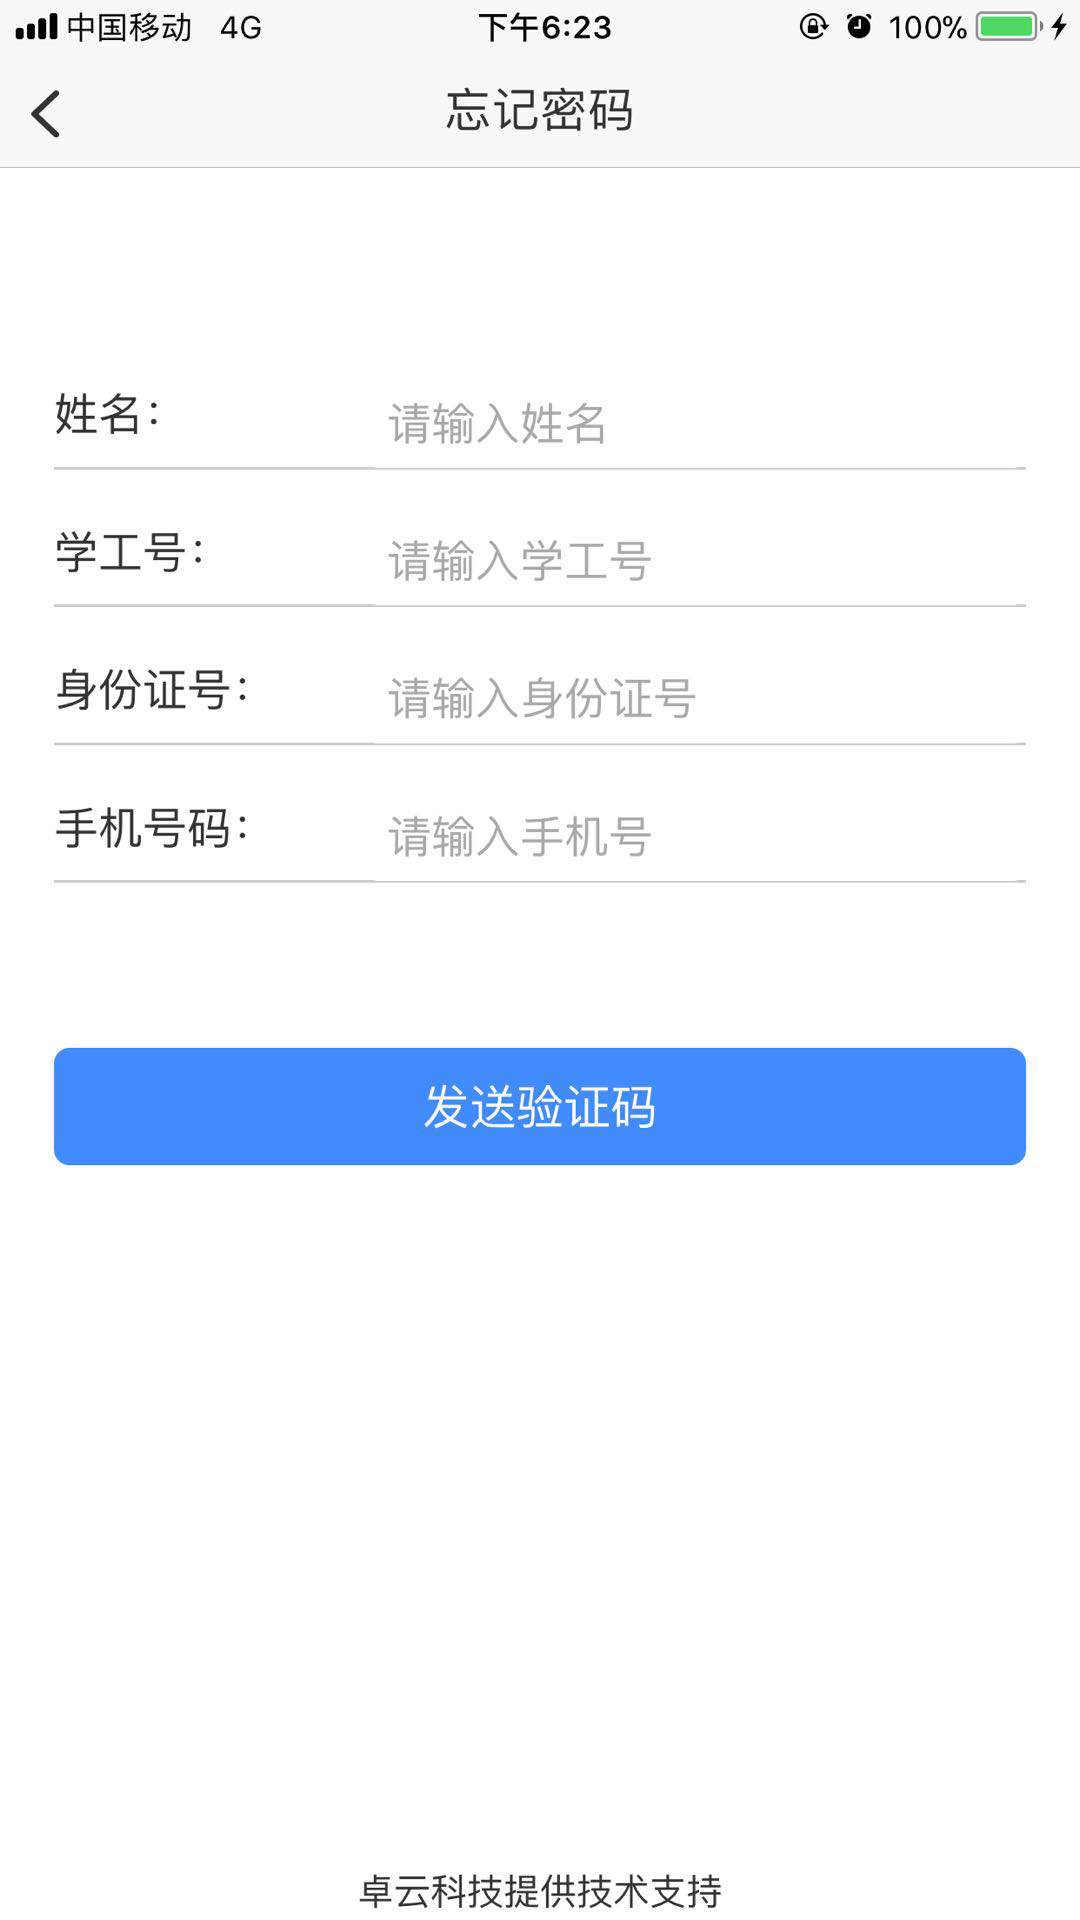 中国移动 4G 下午6:23 100%
忘记密码
姓名: 请输入姓名
学工号: 请输入学工号
身份证号: 请输入身份证号
手机号码: 请输入手机号
发送验证码
卓云科技提供技术支持